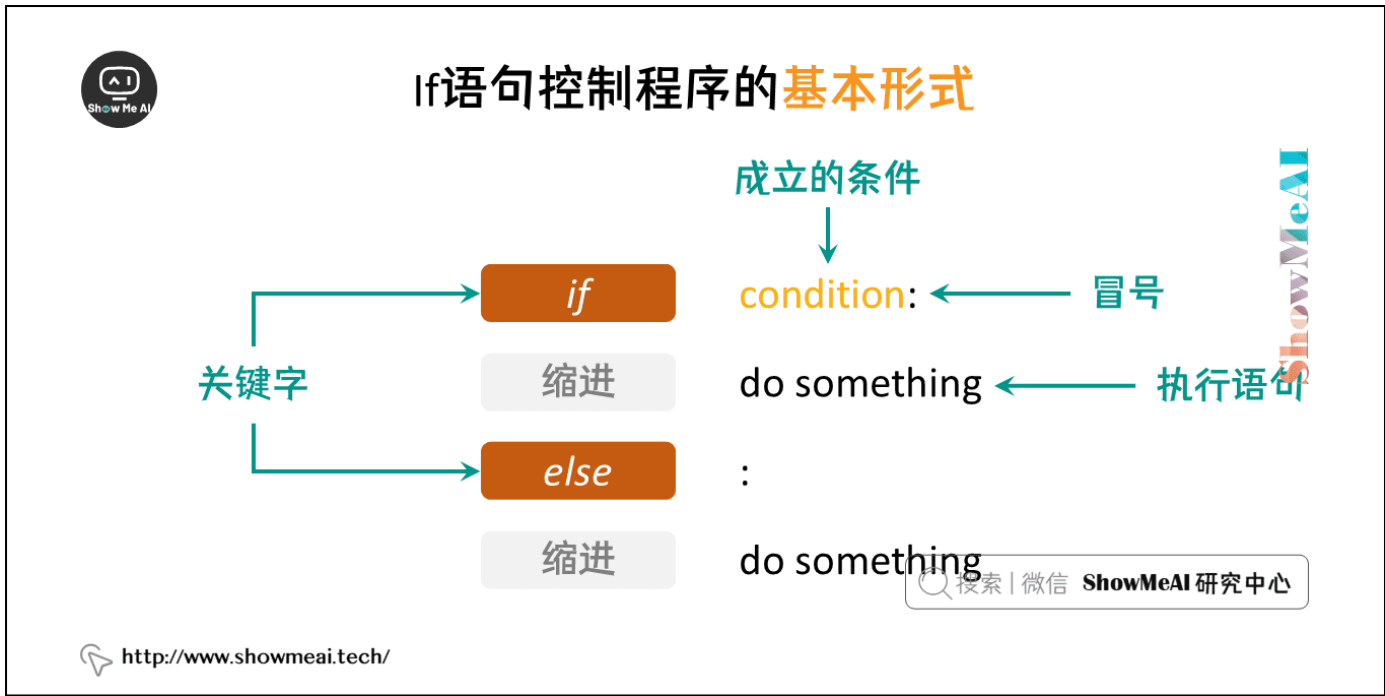 Show Me AI
If语句控制程序的基本形式
成立的条件
ShowMeAI
if condition: 冒号
关键字
缩进 do something 执行语句
else :
缩进 do something
搜索 | 微信 ShowMeAI 研究中心
http://www.showmeai.tech/